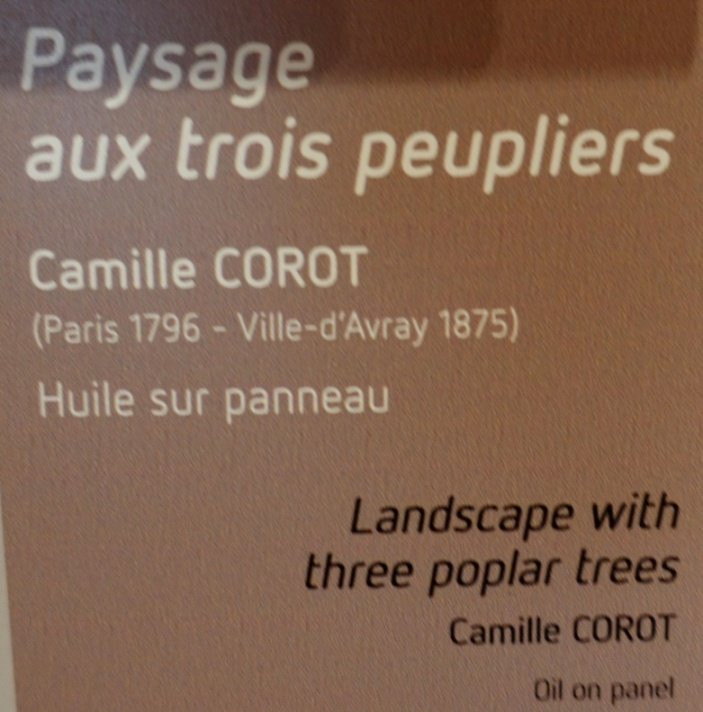 Paysage
aux trois peupliers
Camille COROT
(Paris 1796 - Ville-d'Avray 1875)
Huile sur panneau
Landscape with
three poplar trees
Camille COROT
Oil on panel